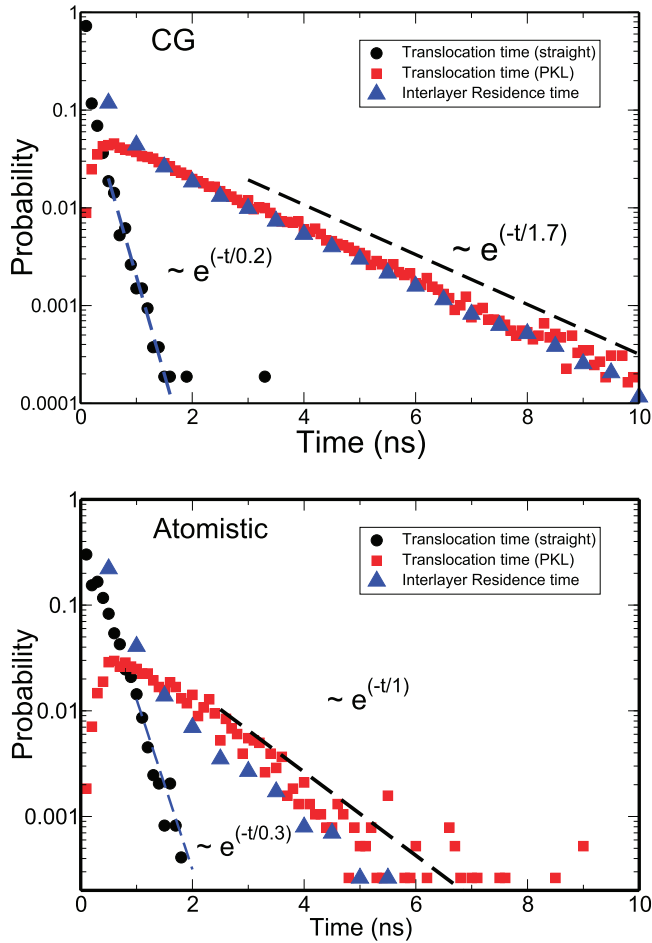 CG
Translocation time (straight)
Translocation time (PKL)
Interlayer Residence time
1
0.1
0.01
0.001
0.0001
Probability
~ e^(-t/0.2)
~ e^(-t/1.7)
0 2 4 6 8 10
Time (ns)
Atomistic
Translocation time (straight)
Translocation time (PKL)
Interlayer Residence time
1
0.1
0.01
0.001
Probability
~ e^(-t/1)
~ e^(-t/0.3)
0 2 4 6 8 10
Time (ns)